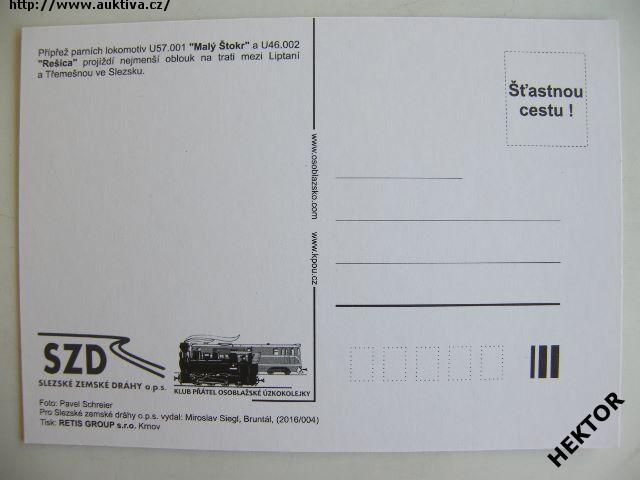 http://www.auktiva.cz/
Přípřež parních lokomotiv U57.001 "Malý Štokr" a U46.002
"Rešica" projíždí nejmenší oblouk na trati mezi Liptaní
a Třemešnou ve Slezsku.
Šťastnou
cestu !
www.osoblazsko.com www.kpou.cz
SZD
SLEZSKÉ ZEMSKÉ DRÁHY o.p.s.
KLUB PŘÁTEL OSOBLAŽSKÉ ÚZKOKOLEJKY
Foto: Pavel Schreier
Pro Slezské zemské dráhy o.p.s. vydal: Miroslav Siegl, Bruntál, (2016/004)
Tisk: RETIS GROUP s.r.o. Krnov
HEKTOR